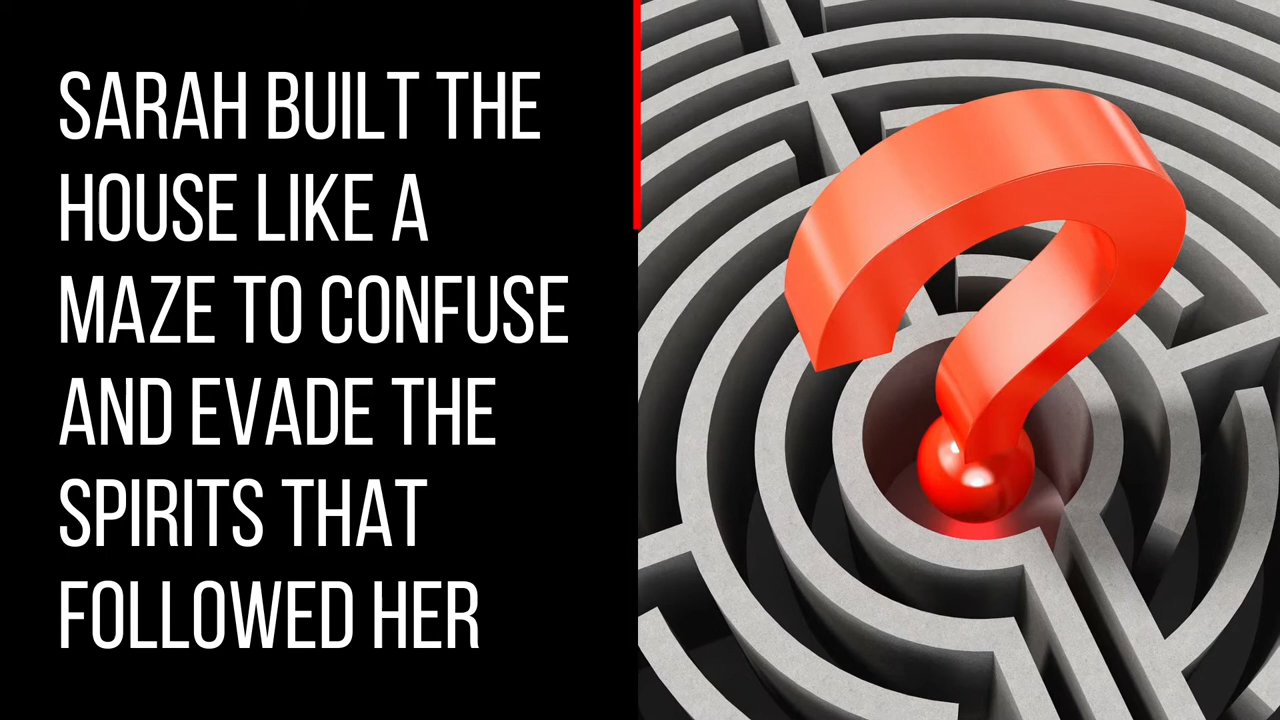 SARAH BUILT THE
HOUSE LIKE A
MAZE TO CONFUSE
AND EVADE THE
SPIRITS THAT
FOLLOWED HER